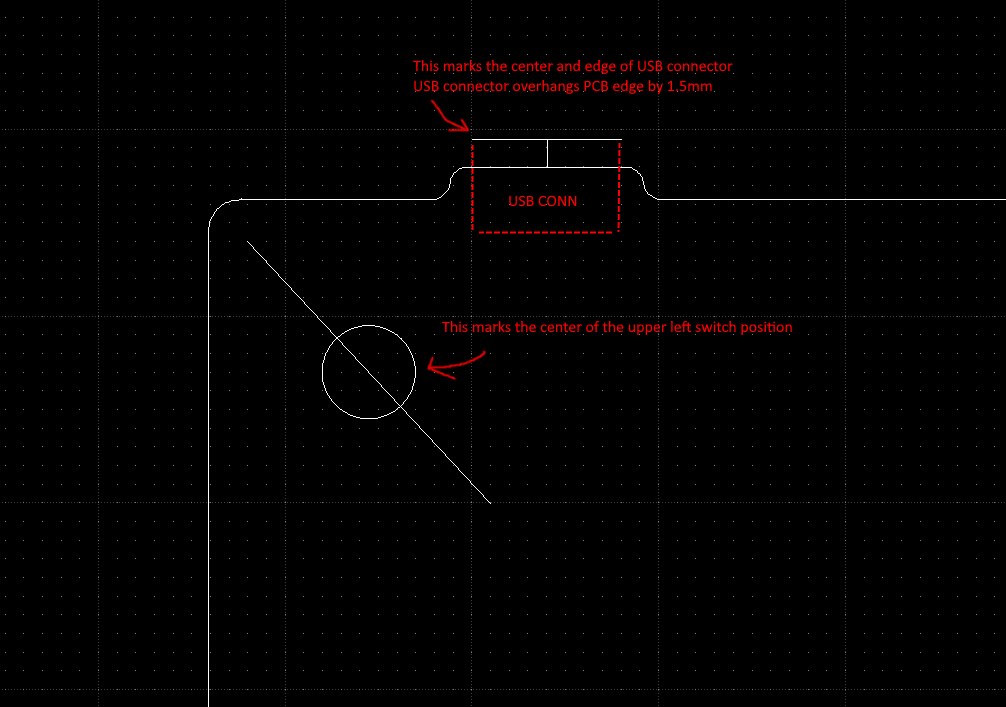 This marks the center and edge of USB connector
USB connector overhangs PCB edge by 1.5mm
USB CONN
This marks the center of the upper left switch position